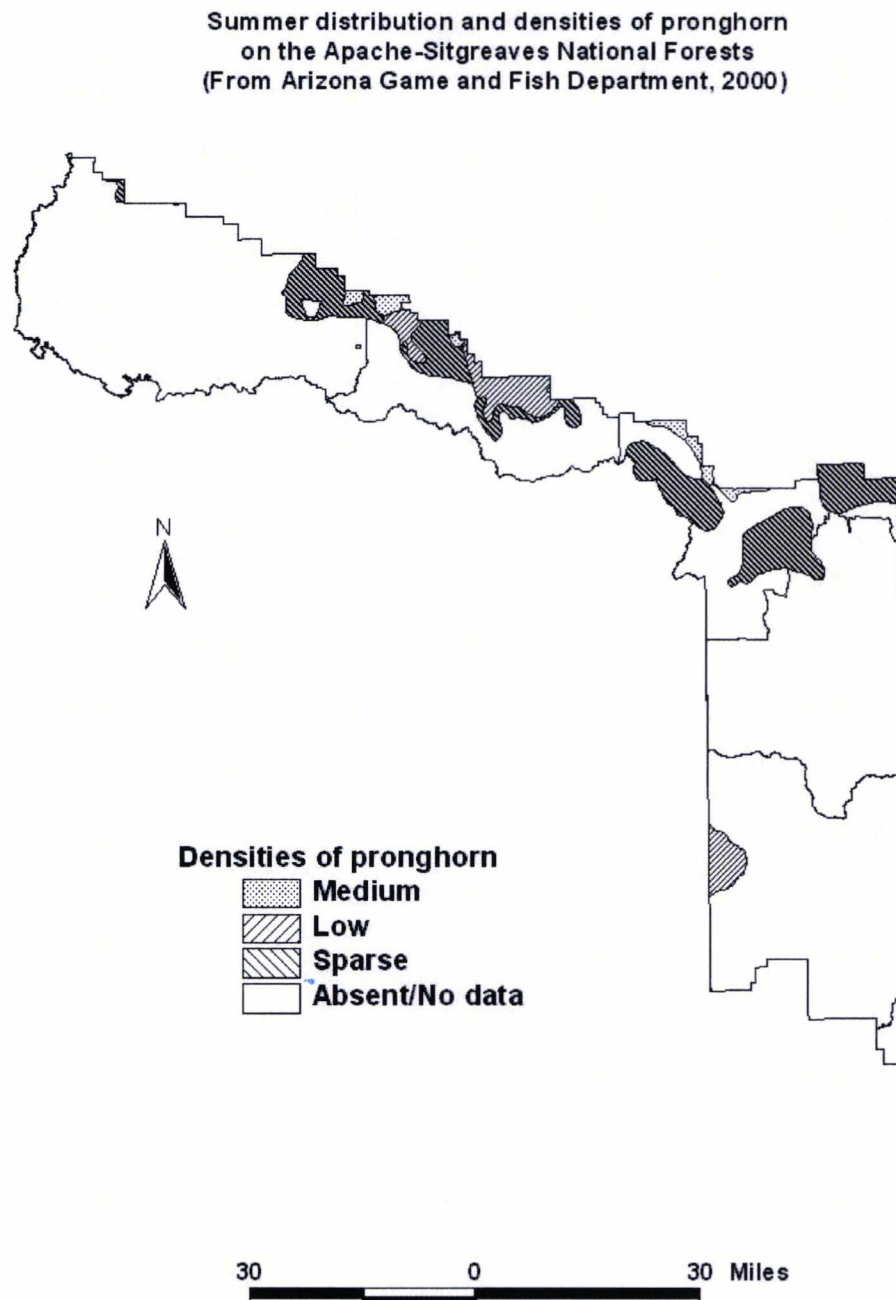 Summer distribution and densities of pronghorn
on the Apache-Sitgreaves National Forests
(From Arizona Game and Fish Department, 2000)
N
Densities of pronghorn
Medium
Low
Sparse
Absent/No data
30 0 30 Miles